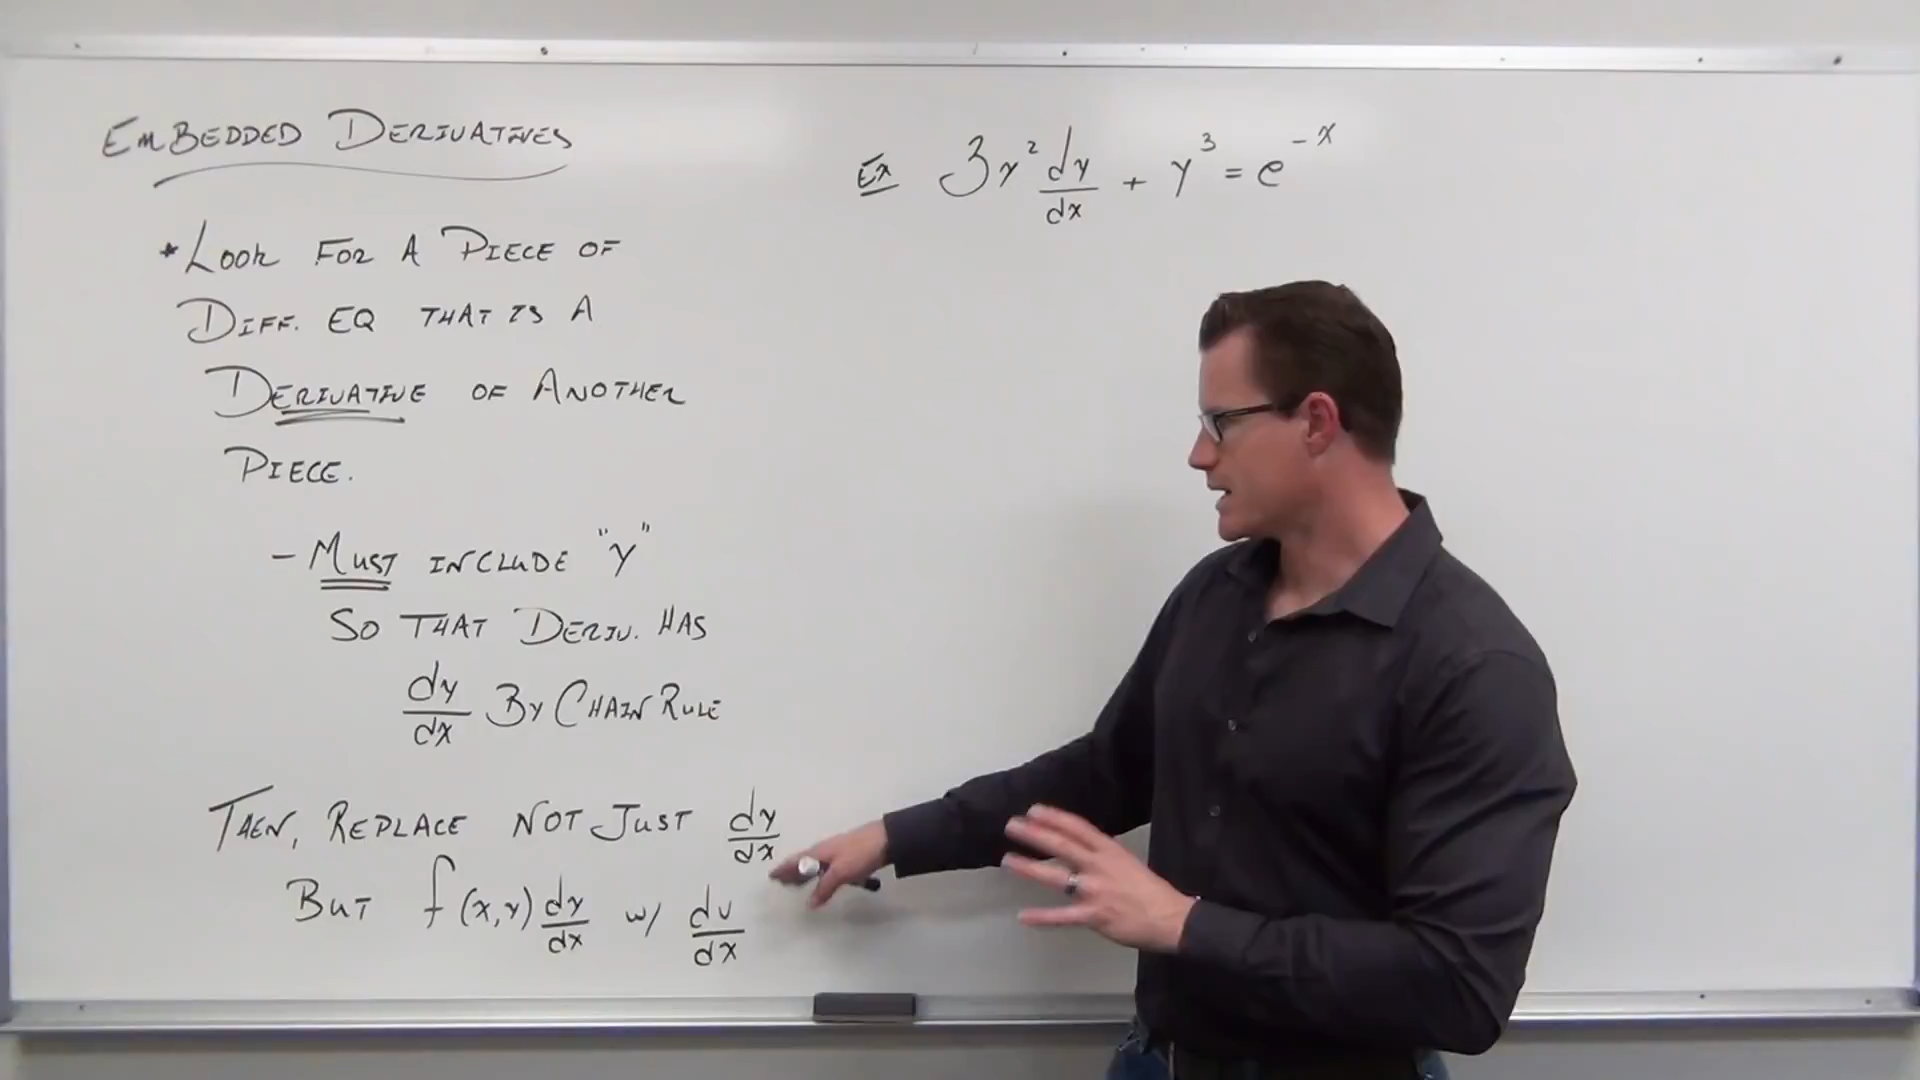 EMBEDDED DERIVATIVES
*LOOK FOR A PIECE OF
DIFF. EQ THAT IS A
DERIVATIVE OF ANOTHER
PIECE.
- MUST INCLUDE "y"
SO THAT DERIV. HAS
dy/dx BY CHAIN RULE
THEN, REPLACE NOT JUST dy/dx
BUT f(x,y) dy/dx w/ dv/dx
Ex 3y² dy/dx + y³ = e^-x